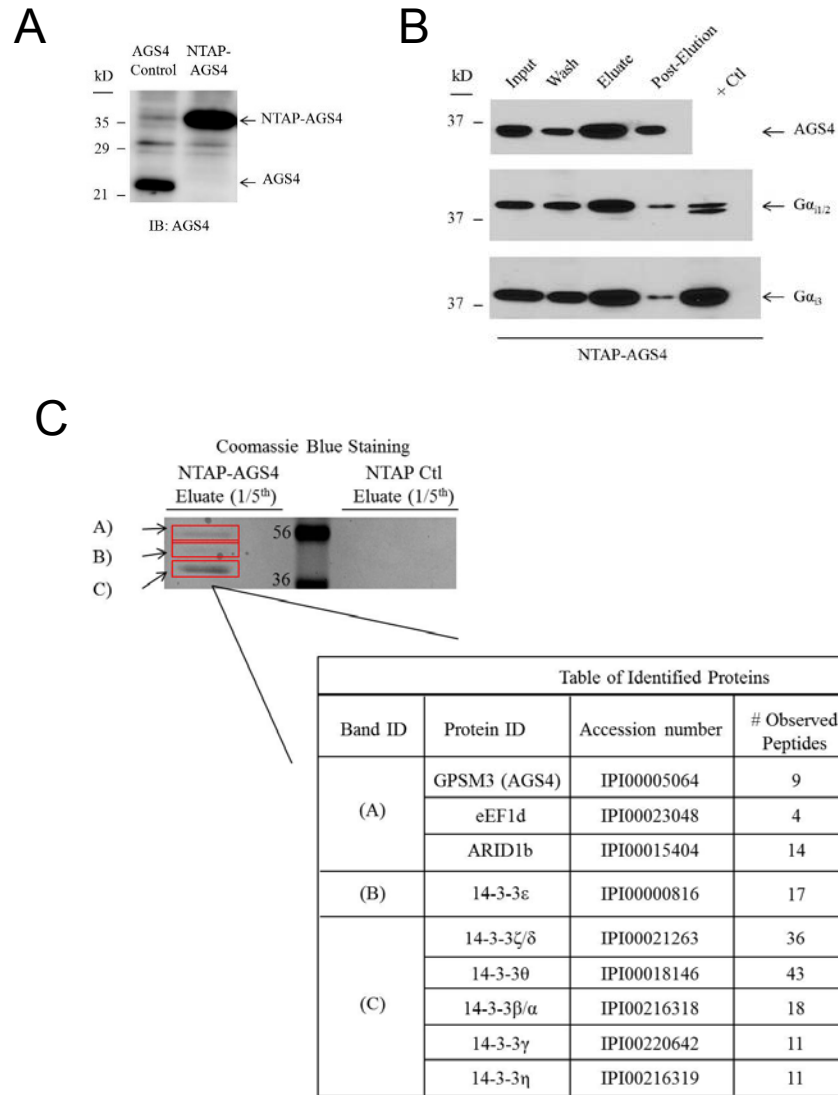 A
AGS4 Control
NTAP-AGS4
kD
35
29
21
NTAP-AGS4
AGS4
IB: AGS4
B
kD
Input
Wash
Eluate
Post-Elution
+ Ctl
37
AGS4
37
Gαi1/2
37
Gαi3
NTAP-AGS4
C
Coomassie Blue Staining
NTAP-AGS4 Eluate (1/5th)
NTAP Ctl Eluate (1/5th)
A)
B)
C)
56
36
Table of Identified Proteins
Band ID Protein ID Accession number # Observed Peptides
(A)
GPSM3 (AGS4) IPI00005064 9
eEF1d IPI00023048 4
ARID1b IPI00015404 14
(B) 14-3-3ε IPI00000816 17
(C)
14-3-3ζ/δ IPI00021263 36
14-3-3θ IPI00018146 43
14-3-3β/α IPI00216318 18
14-3-3γ IPI00220642 11
14-3-3η IPI00216319 11